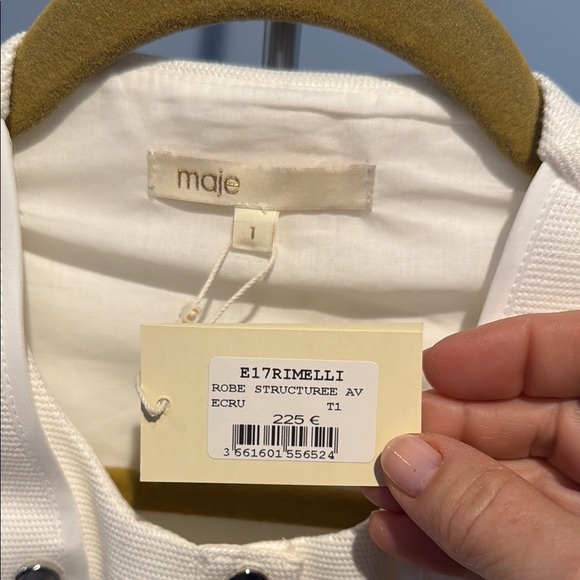 maje
1
E17RIMELLI
ROBE STRUCTUREE AV
ECRU T1
225 €
3 661601 556524